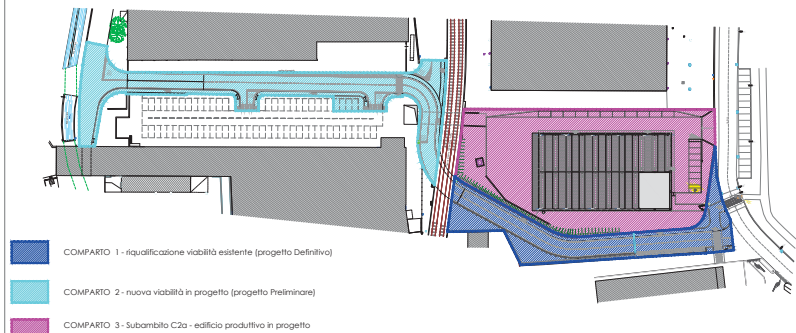 COMPARTO 1 - riqualificazione viabilità esistente (progetto Definitivo)
COMPARTO 2 - nuova viabilità in progetto (progetto Preliminare)
COMPARTO 3 - Subambito C2a - edificio produttivo in progetto